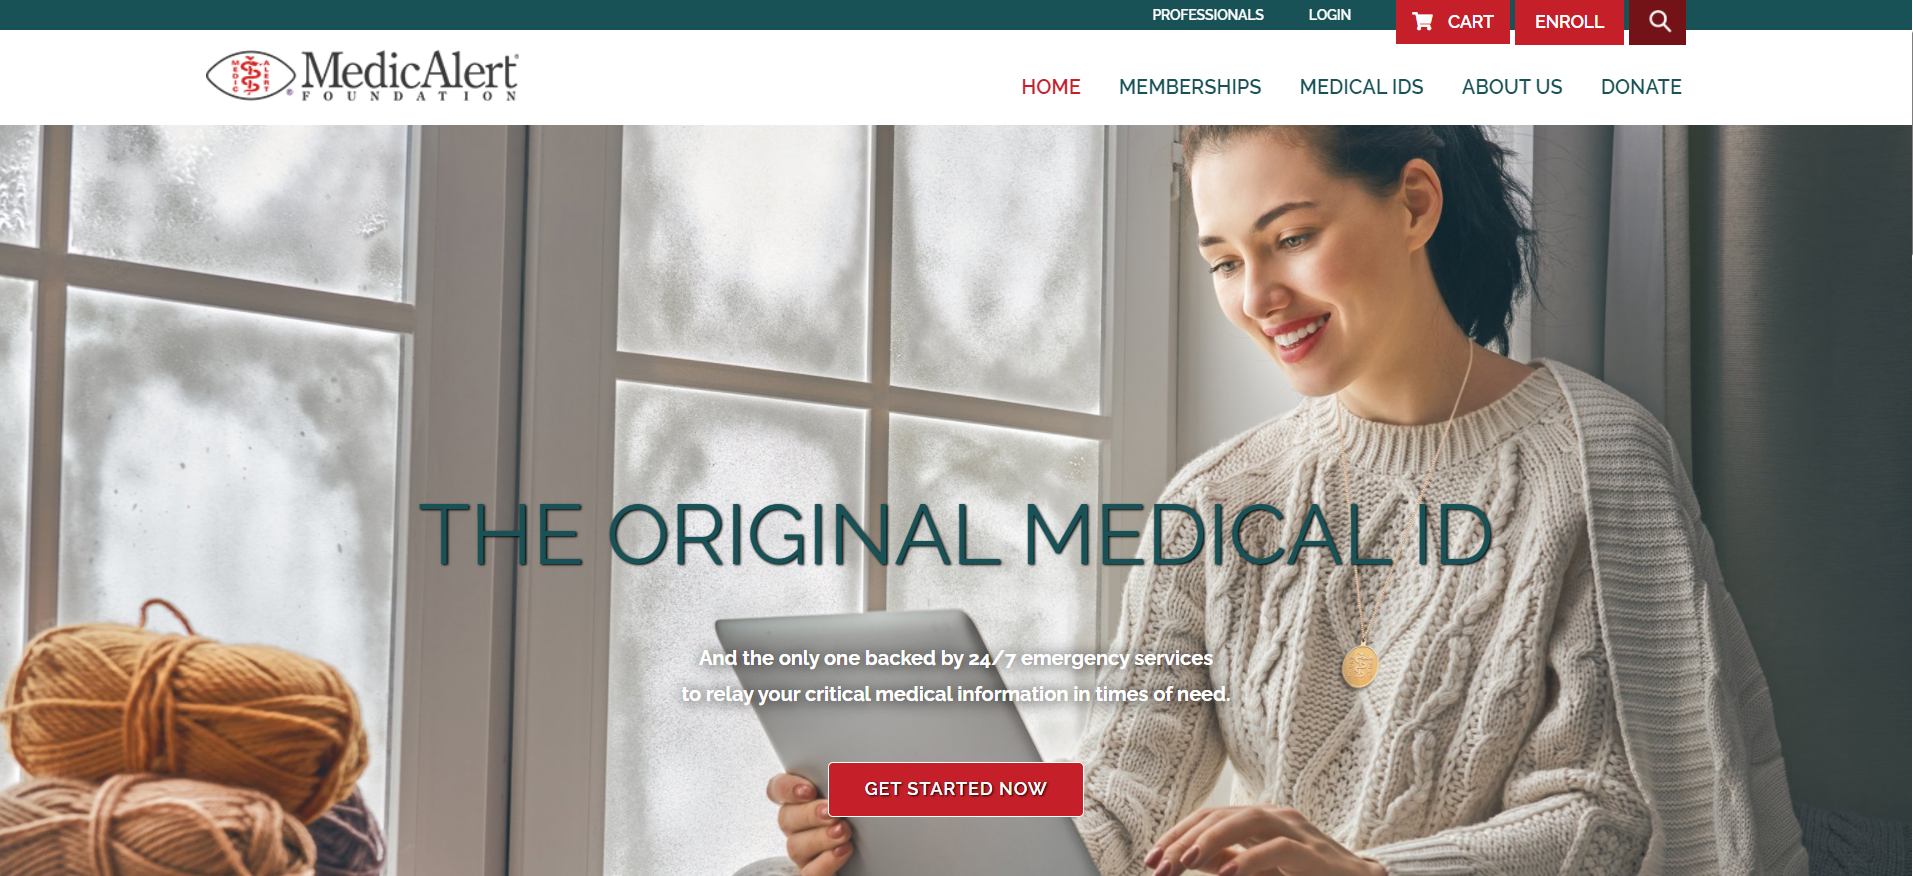 PROFESSIONALS
LOGIN
CART
ENROLL
MEDIC ALERT
MedicAlert®
FOUNDATION
HOME
MEMBERSHIPS
MEDICAL IDS
ABOUT US
DONATE
THE ORIGINAL MEDICAL ID
And the only one backed by 24/7 emergency services
to relay your critical medical information in times of need.
GET STARTED NOW